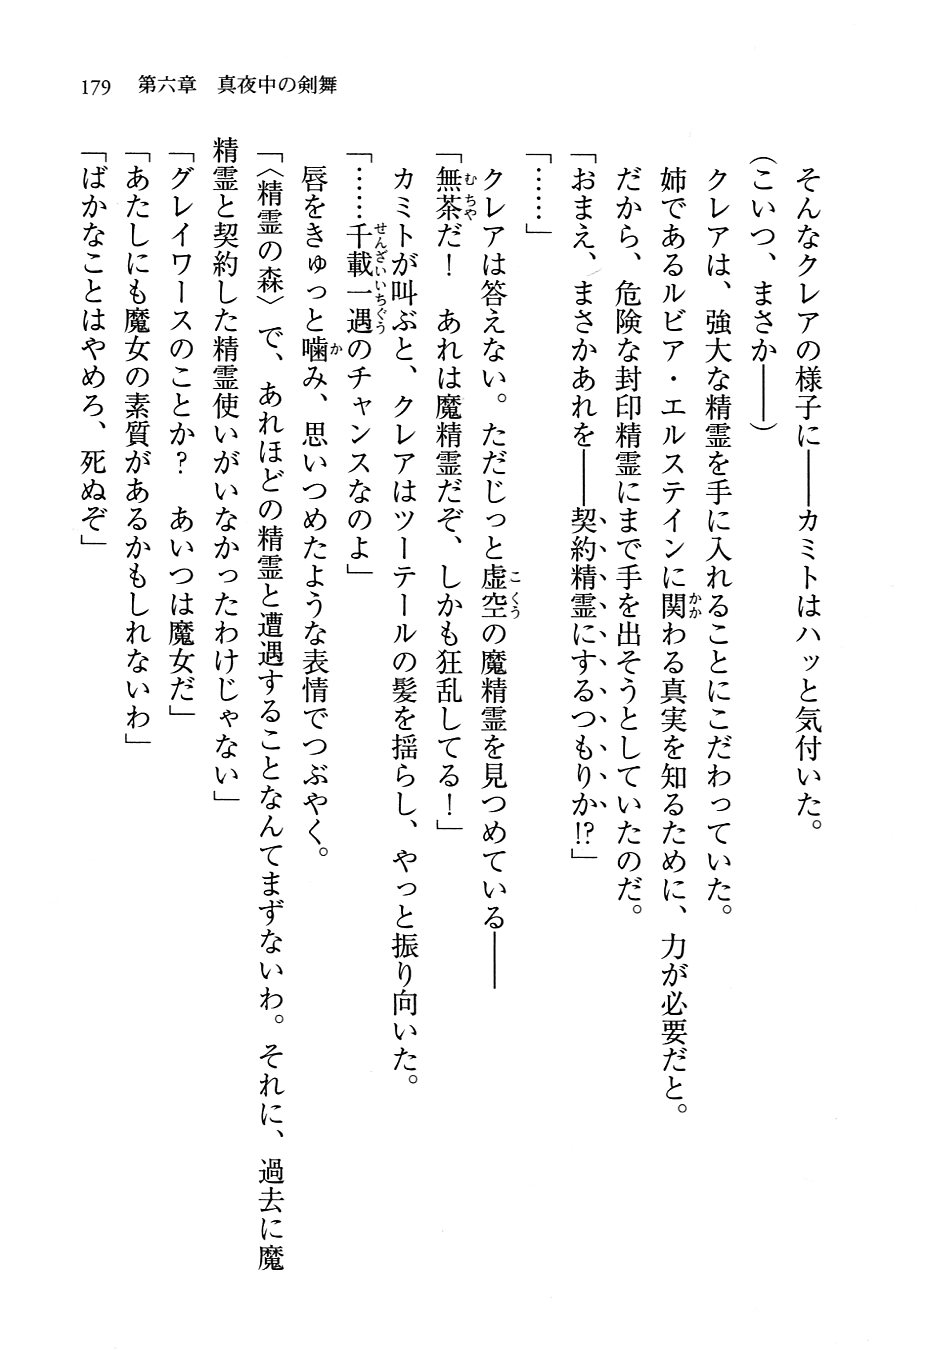 179　第六章　真夜中の剣舞
そんなクレアの様子に――カミトはハッと気付いた。
（こいつ、まさか――）
クレアは、強大な精霊を手に入れることにこだわっていた。
姉であるルビア・エルステインに関わる真実を知るために、力が必要だと。
だから、危険な封印精霊にまで手を出そうとしていたのだ。
「おまえ、まさかあれを――契約精霊にするつもりか!?」
「……」
クレアは答えない。ただじっと虚空の魔精霊を見つめている――
「無茶だ！　あれは魔精霊だぞ、しかも狂乱してる！」
カミトが叫ぶと、クレアはツーテールの髪を揺らし、やっと振り向いた。
「……千載一遇のチャンスなのよ」
唇をきゅっと噛み、思いつめたような表情でつぶやく。
「〈精霊の森〉で、あれほどの精霊と遭遇することなんてまずないわ。それに、過去に魔
精霊と契約した精霊使いがいなかったわけじゃない」
「グレイワースのことか？　あいつは魔女だ」
「あたしにも魔女の素質があるかもしれないわ」
「ばかなことはやめろ、死ぬぞ」